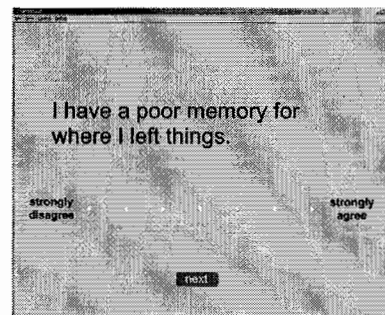 I have a poor memory for
where I left things.
strongly
disagree
strongly
agree
next